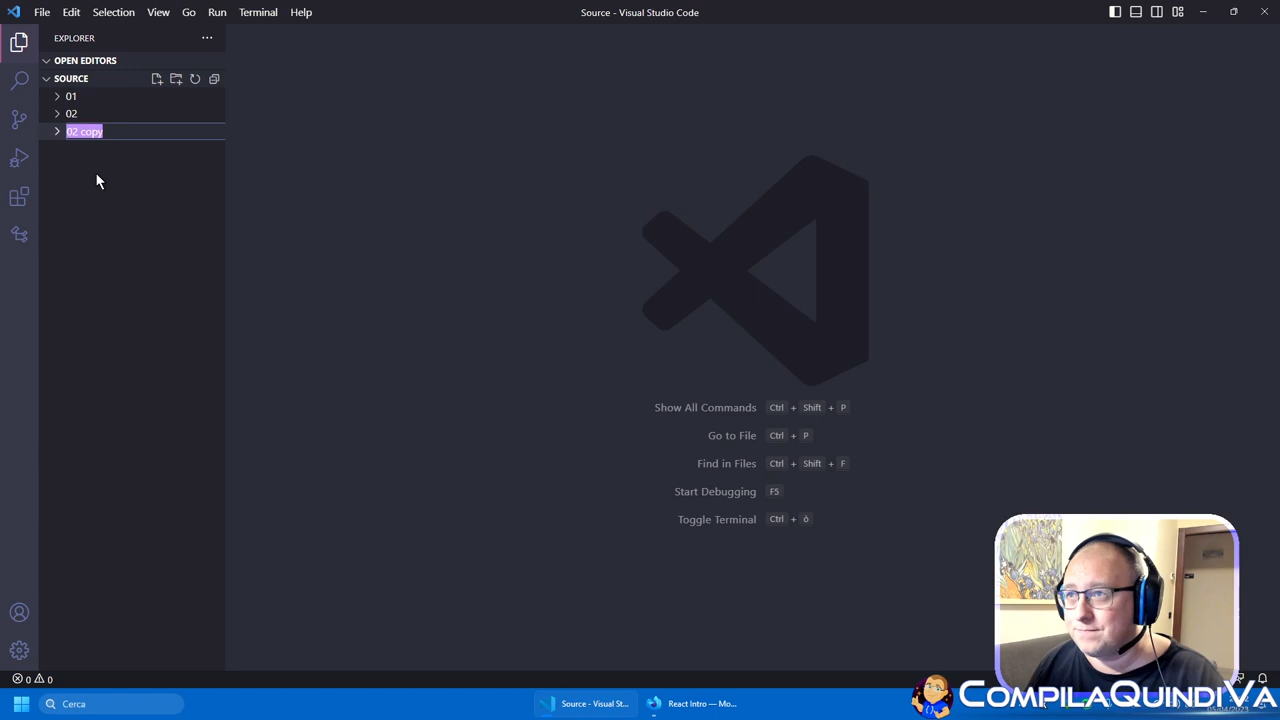 File Edit Selection View Go Run Terminal Help
Source - Visual Studio Code
EXPLORER
OPEN EDITORS
SOURCE
01
02
02 copy
Show All Commands Ctrl + Shift + P
Go to File Ctrl + P
Find in Files Ctrl + Shift + F
Start Debugging F5
Toggle Terminal Ctrl + ò
0 0
COMPILAQUINDIVA
Cerca
Source - Visual St...
React Intro — Mo...